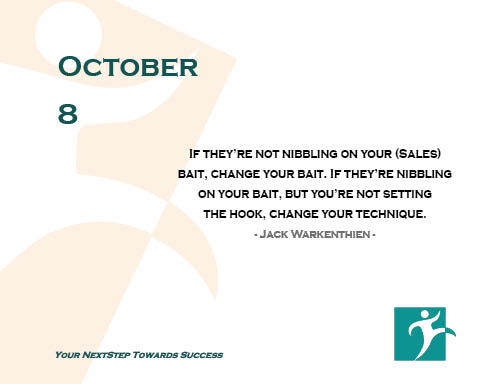 October
8
If they're not nibbling on your (Sales)
bait, change your bait. If they're nibbling
on your bait, but you're not setting
the hook, change your technique.
- Jack Warkenthien -
Your NextStep Towards Success